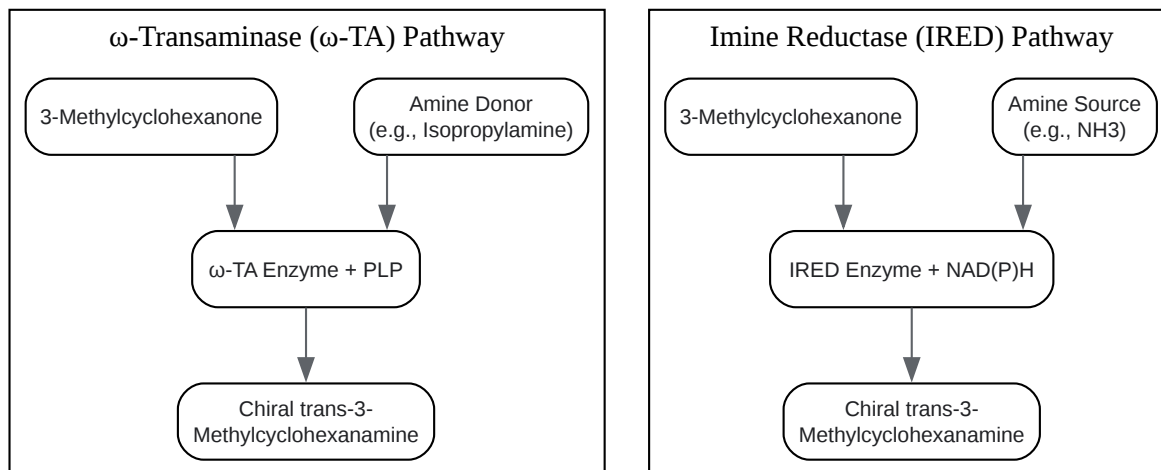 ω-Transaminase (ω-TA) Pathway
3-Methylcyclohexanone
Amine Donor
(e.g., Isopropylamine)
ω-TA Enzyme + PLP
Chiral trans-3-
Methylcyclohexanamine
Imine Reductase (IRED) Pathway
3-Methylcyclohexanone
Amine Source
(e.g., NH3)
IRED Enzyme + NAD(P)H
Chiral trans-3-
Methylcyclohexanamine